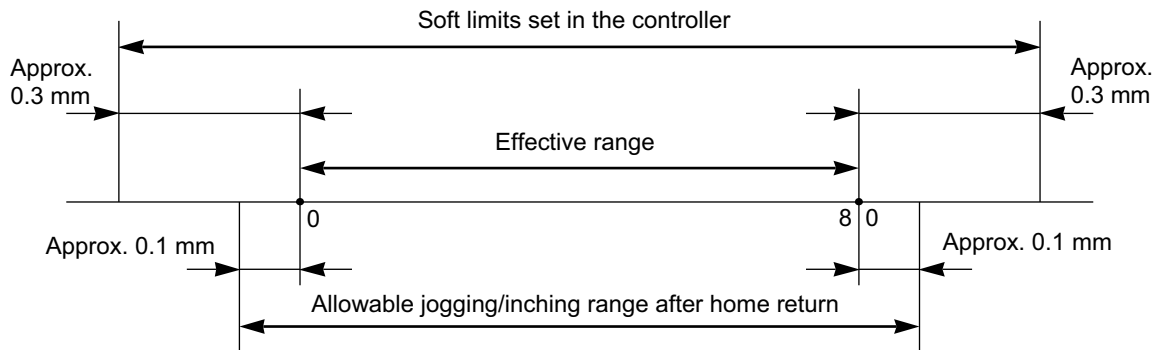 Soft limits set in the controller
Approx.
0.3 mm
Approx.
0.3 mm
Effective range
0
8 0
Approx. 0.1 mm
Approx. 0.1 mm
Allowable jogging/inching range after home return